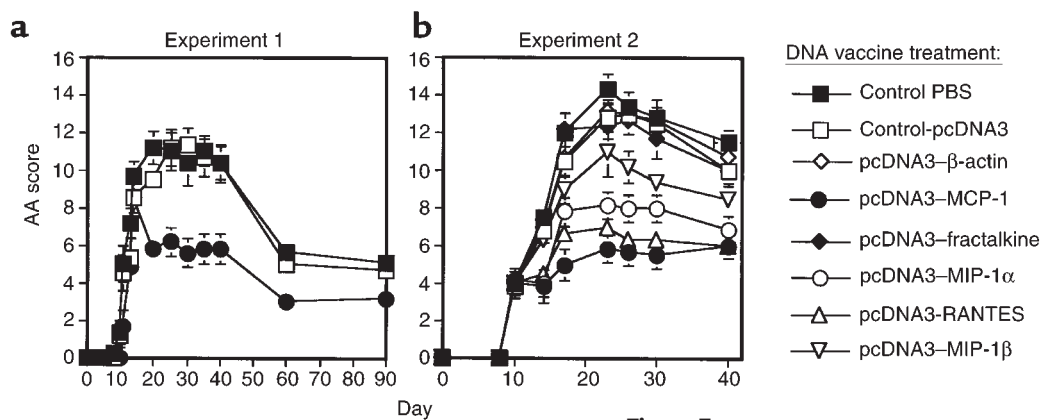 a
Experiment 1
AA score
16
14
12
10
8
6
4
2
0
0 10 20 30 40 50 60 70 80 90
b
Experiment 2
16
14
12
10
8
6
4
2
0
0 10 20 30 40
Day
DNA vaccine treatment:
Control PBS
Control-pcDNA3
pcDNA3–β-actin
pcDNA3–MCP-1
pcDNA3–fractalkine
pcDNA3–MIP-1α
pcDNA3-RANTES
pcDNA3–MIP-1β